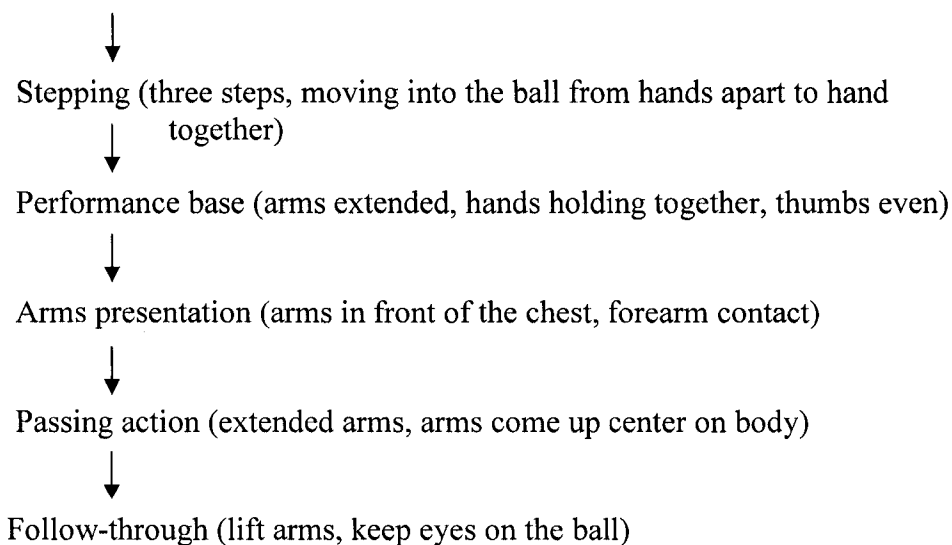 Stepping (three steps, moving into the ball from hands apart to hand
together)
Performance base (arms extended, hands holding together, thumbs even)
Arms presentation (arms in front of the chest, forearm contact)
Passing action (extended arms, arms come up center on body)
Follow-through (lift arms, keep eyes on the ball)